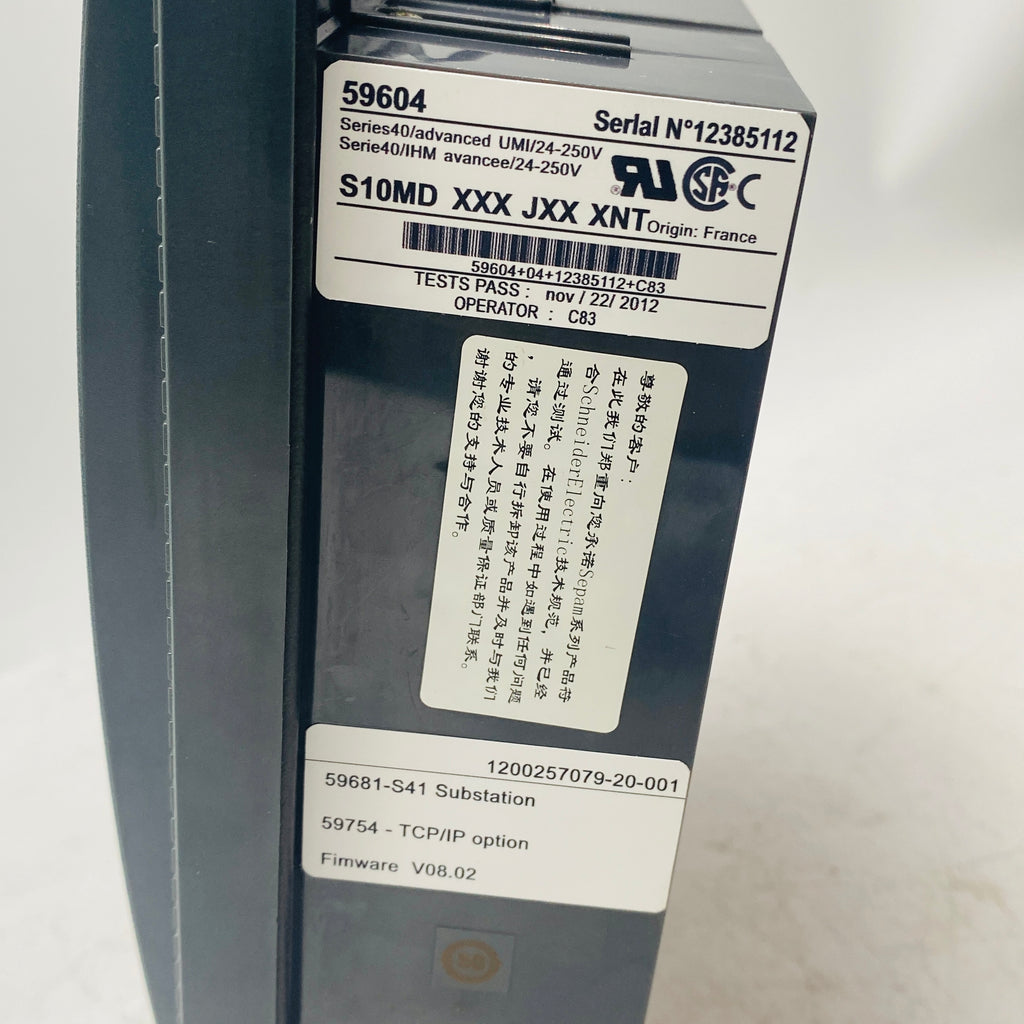 59604
Serial N°12385112
Series40/advanced UMI/24-250V
Serie40/IHM avancee/24-250V
S10MD XXX JXX XNT
Origin: France
59604+04+12385112+C83
TESTS PASS : nov / 22/ 2012
OPERATOR : C83
尊敬的客户：
在此我们郑重向您承诺Sepam系列产品符
合SchneiderElectric技术规范，并已经
通过测试。在使用过程中如遇到任何问题
，请您不要自行拆卸该产品并及时与我们
的专业技术人员或质量保证部门联系。
谢谢您的支持与合作。
1200257079-20-001
59681-S41 Substation
59754 - TCP/IP option
Fimware V08.02